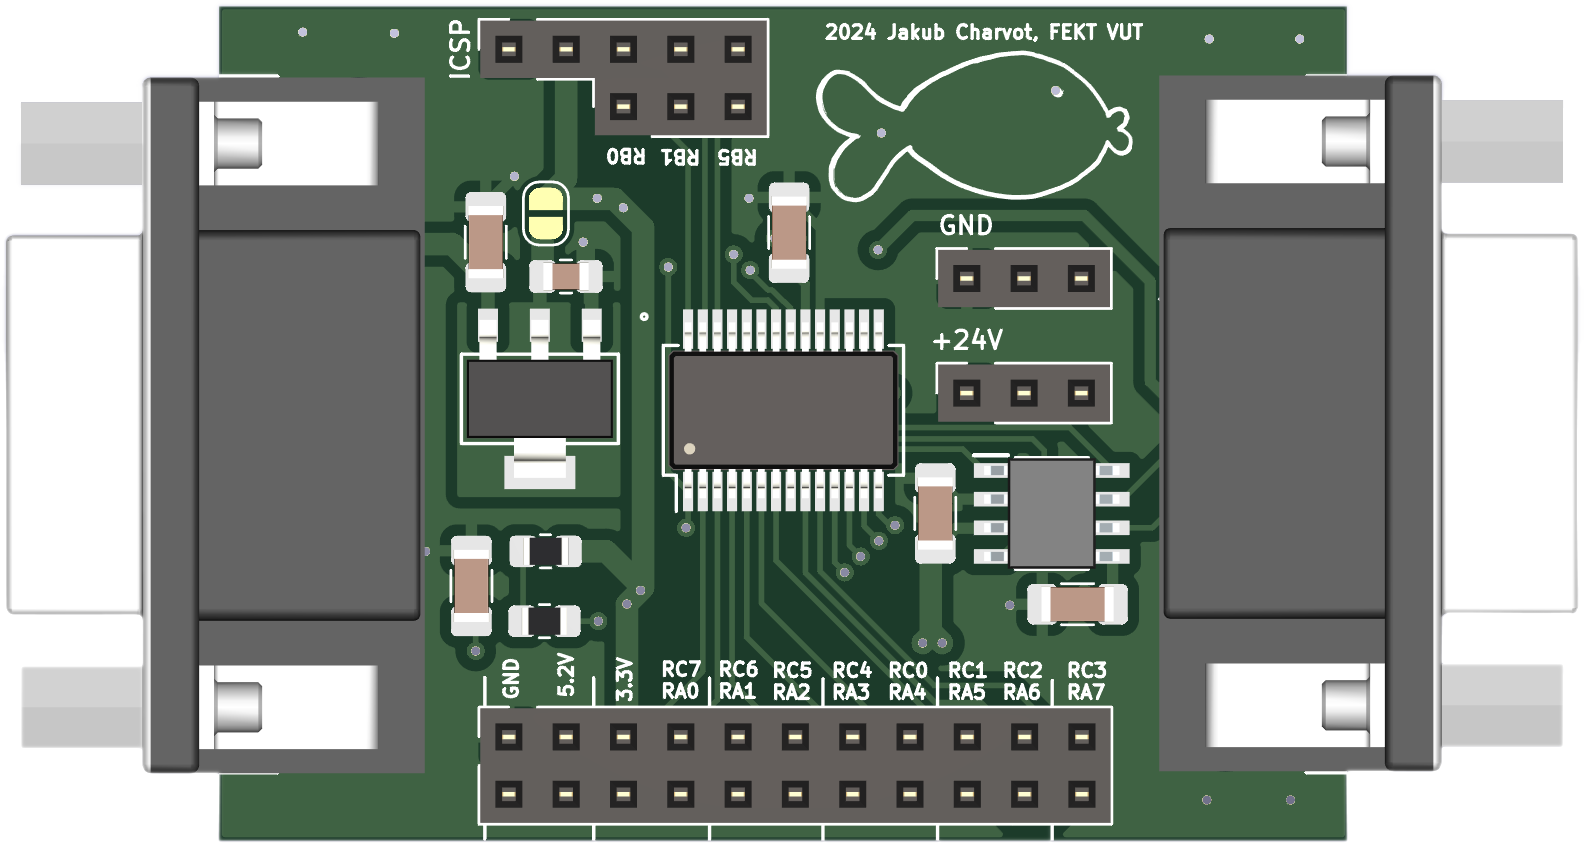 ICSP
2024 Jakub Charvot, FEKT VUT
RB0 RB1 RB5
GND
+24V
GND 5.2V 3.3V
RC7 RC6 RC5 RC4 RC0 RC1 RC2 RC3
RA0 RA1 RA2 RA3 RA4 RA5 RA6 RA7